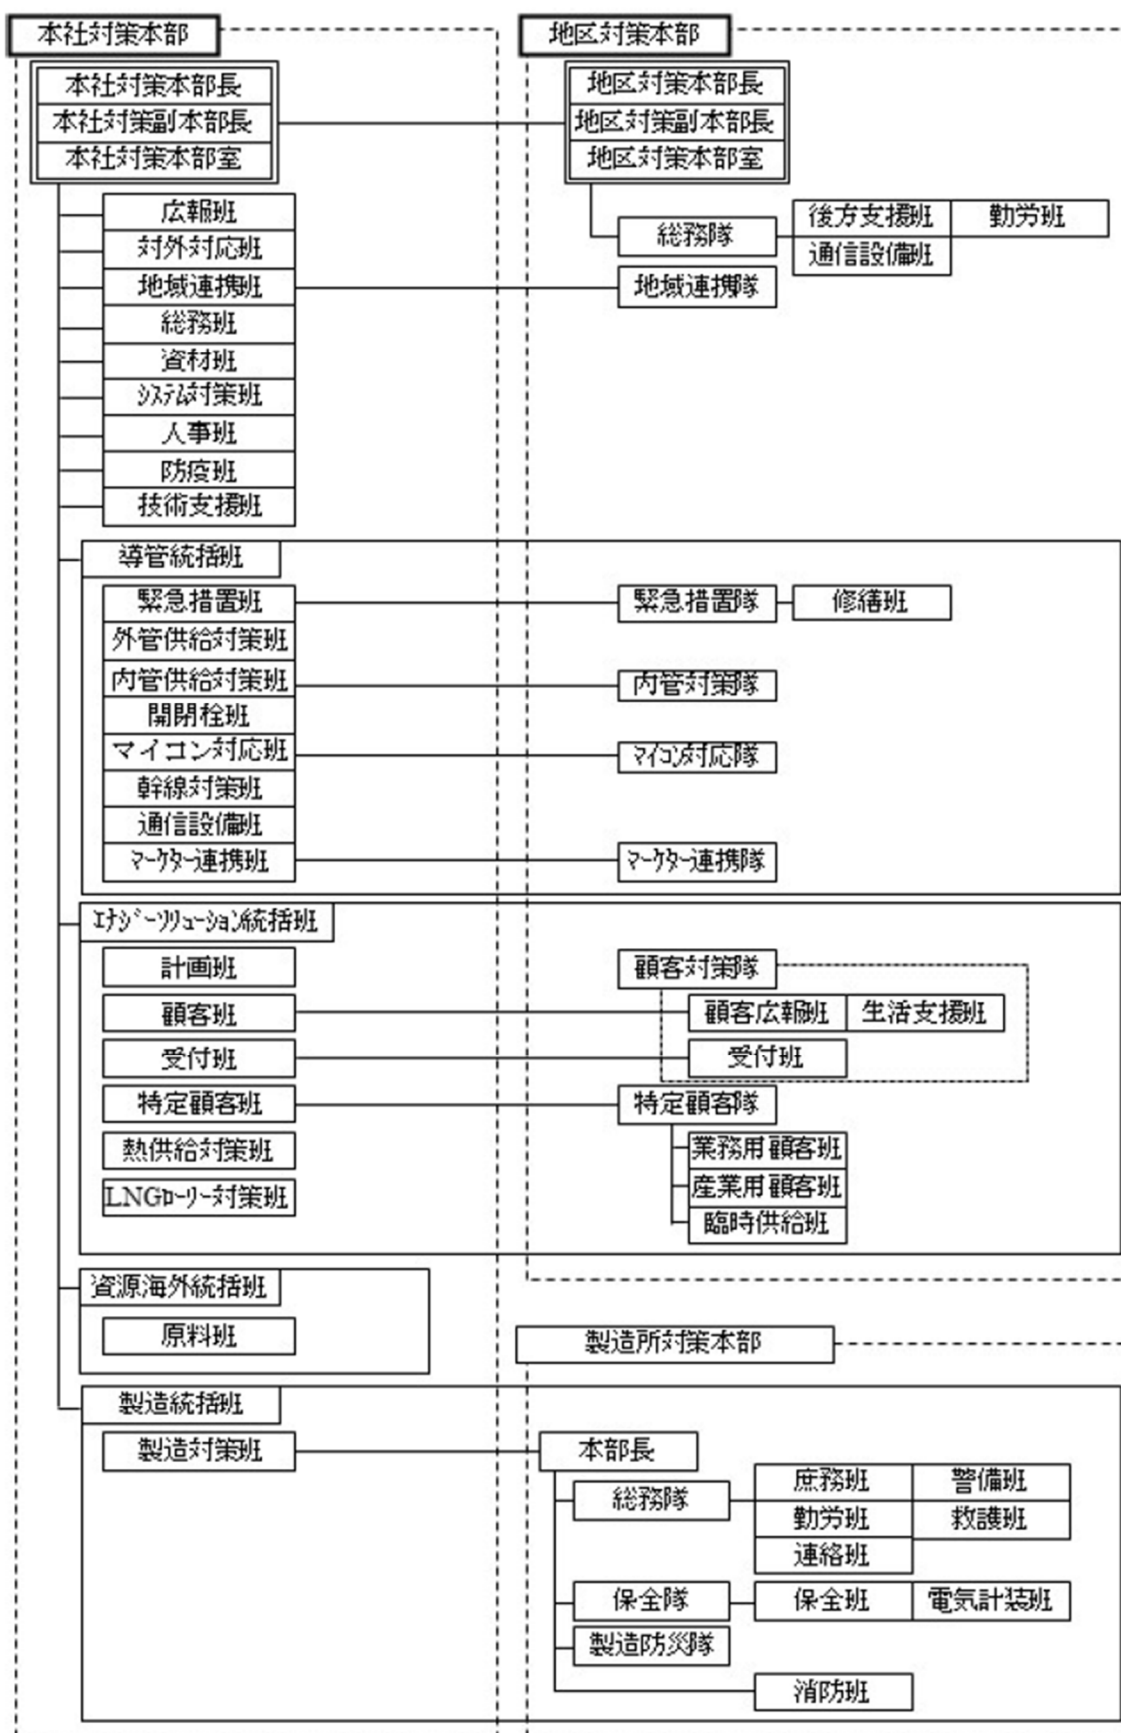 本社対策本部
地区対策本部
本社対策本部長
本社対策副本部長
本社対策本部室
地区対策本部長
地区対策副本部長
地区対策本部室
広報班
対外対応班
地域連携班
総務班
資材班
システム対策班
人事班
防疫班
技術支援班
総務隊
後方支援班
勤労班
通信設備班
地域連携隊
導管統括班
緊急措置班
緊急措置隊
修繕班
外管供給対策班
内管供給対策班
内管対策隊
開閉栓班
マイコン対応班
マイコン対応隊
幹線対策班
通信設備班
マーケター連携班
マーケター連携隊
エナジーソリューション統括班
計画班
顧客対策隊
顧客班
顧客広報班
生活支援班
受付班
受付班
特定顧客班
特定顧客隊
熱供給対策班
業務用顧客班
産業用顧客班
LNGローリー対策班
臨時供給班
資源海外統括班
原料班
製造所対策本部
製造統括班
製造対策班
本部長
総務隊
庶務班
警備班
勤労班
救護班
連絡班
保全隊
保全班
電気計装班
製造防災隊
消防班